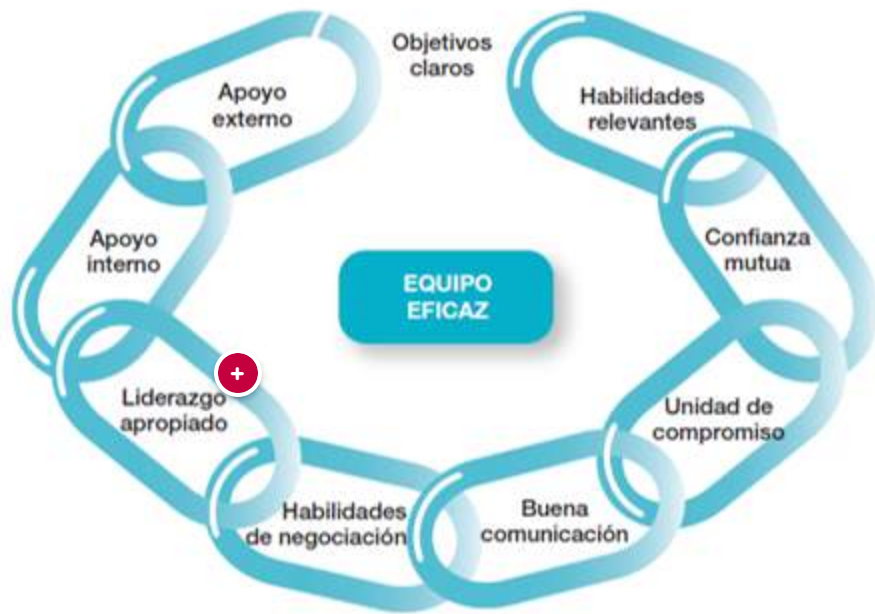 Objetivos
claros
Habilidades
relevantes
Confianza
mutua
Unidad de
compromiso
Buena
comunicación
Habilidades
de negociación
Liderazgo
apropiado
+
Apoyo
interno
Apoyo
externo
EQUIPO
EFICAZ